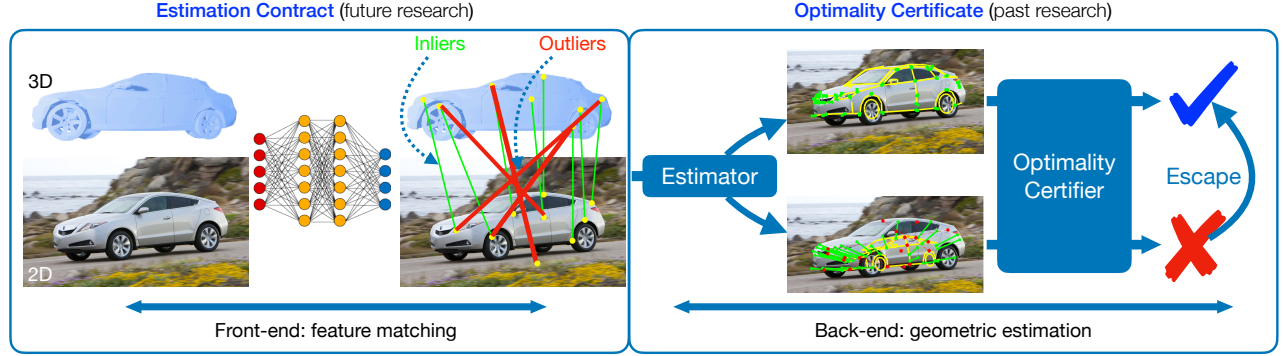 Estimation Contract (future research)
Optimality Certificate (past research)
Inliers
Outliers
3D
2D
Front-end: feature matching
Estimator
Optimality
Certifier
Escape
Back-end: geometric estimation